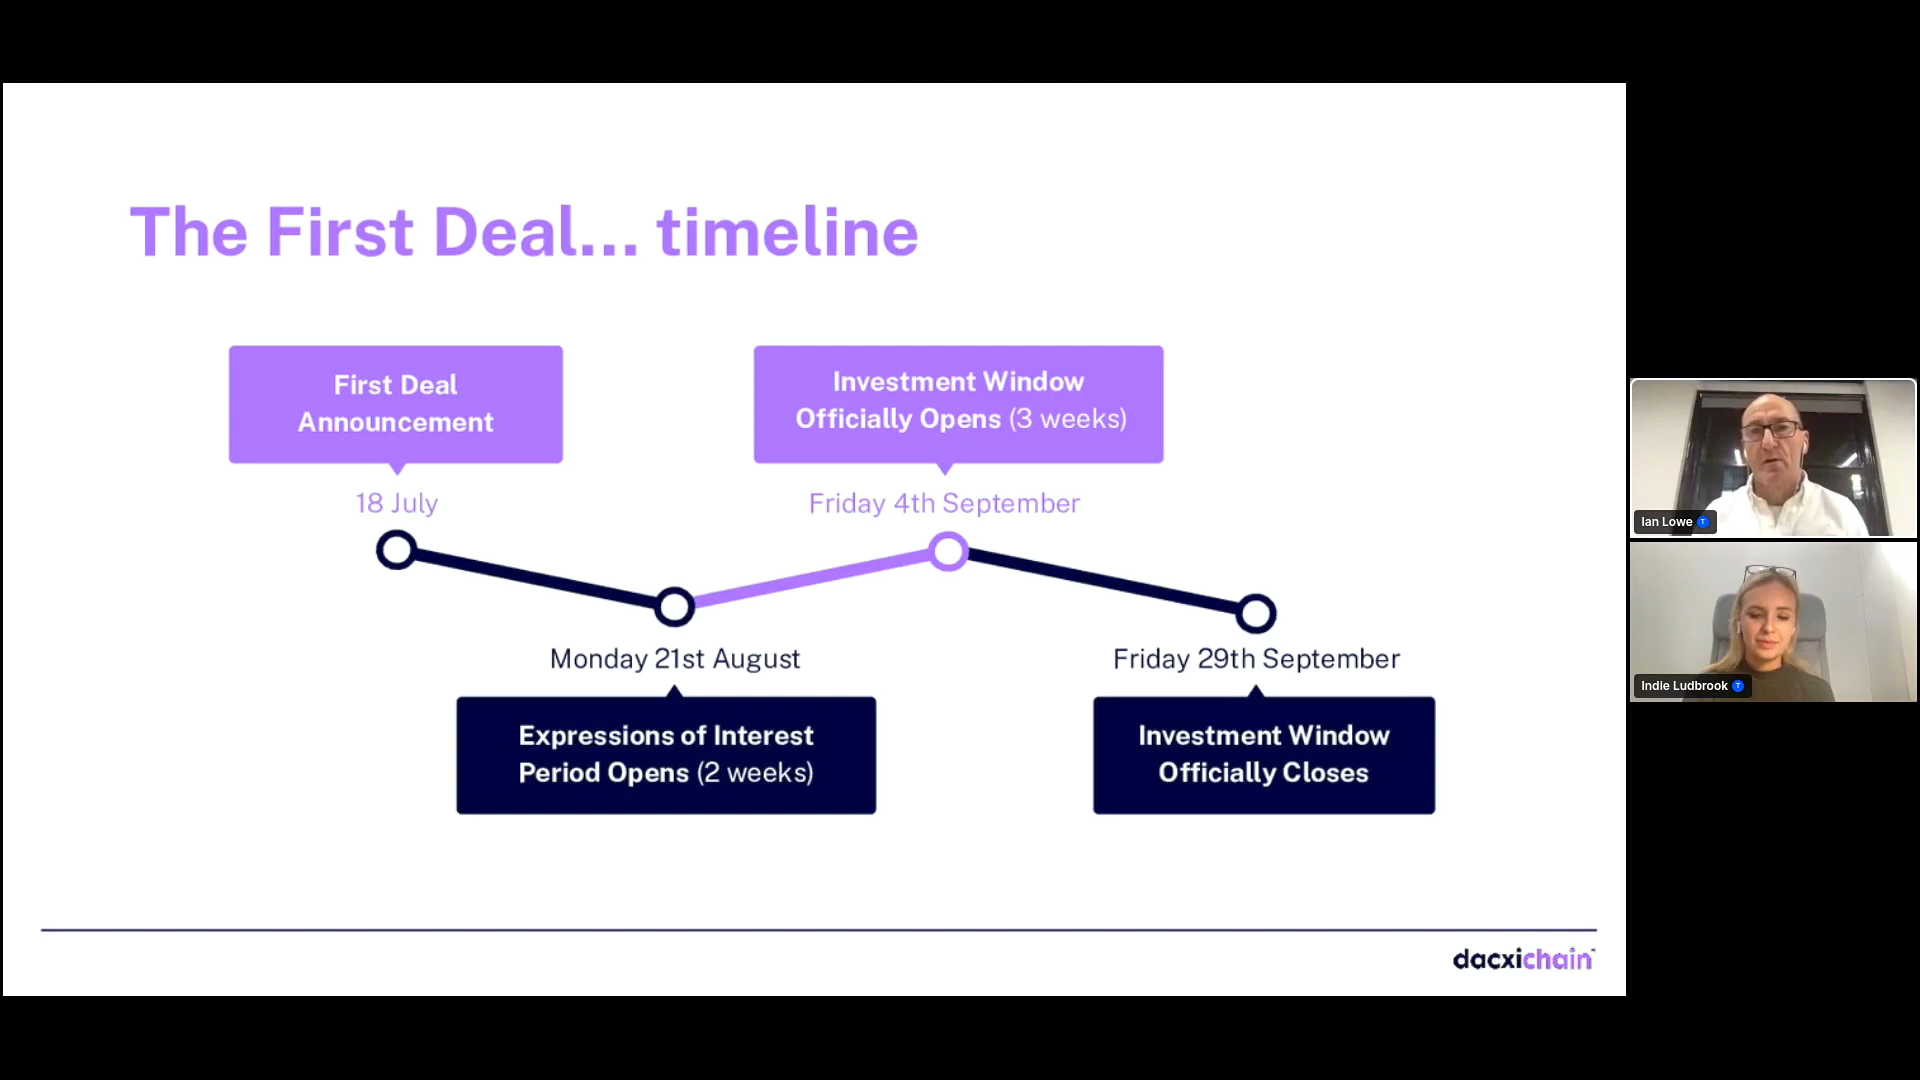 The First Deal... timeline
First Deal
Announcement
Investment Window
Officially Opens (3 weeks)
18 July
Friday 4th September
Monday 21st August
Friday 29th September
Expressions of Interest
Period Opens (2 weeks)
Investment Window
Officially Closes
dacxichain
Ian Lowe T
Indie Ludbrook T